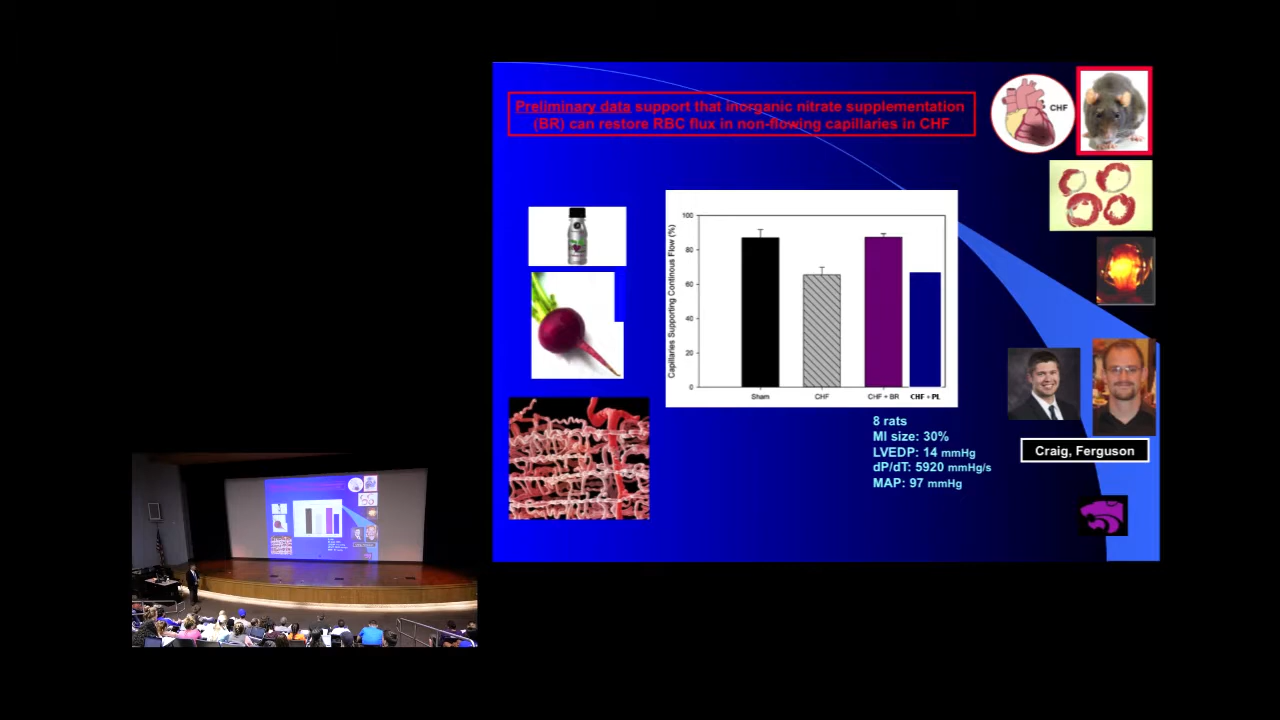 Preliminary data support that inorganic nitrate supplementation
(BR) can restore RBC flux in non-flowing capillaries in CHF
CHF
Capillaries Supporting Continous Flow (%)
100
80
60
40
20
0
Sham CHF CHF + BR CHF + PL
8 rats
MI size: 30%
LVEDP: 14 mmHg
dP/dT: 5920 mmHg/s
MAP: 97 mmHg
Craig, Ferguson